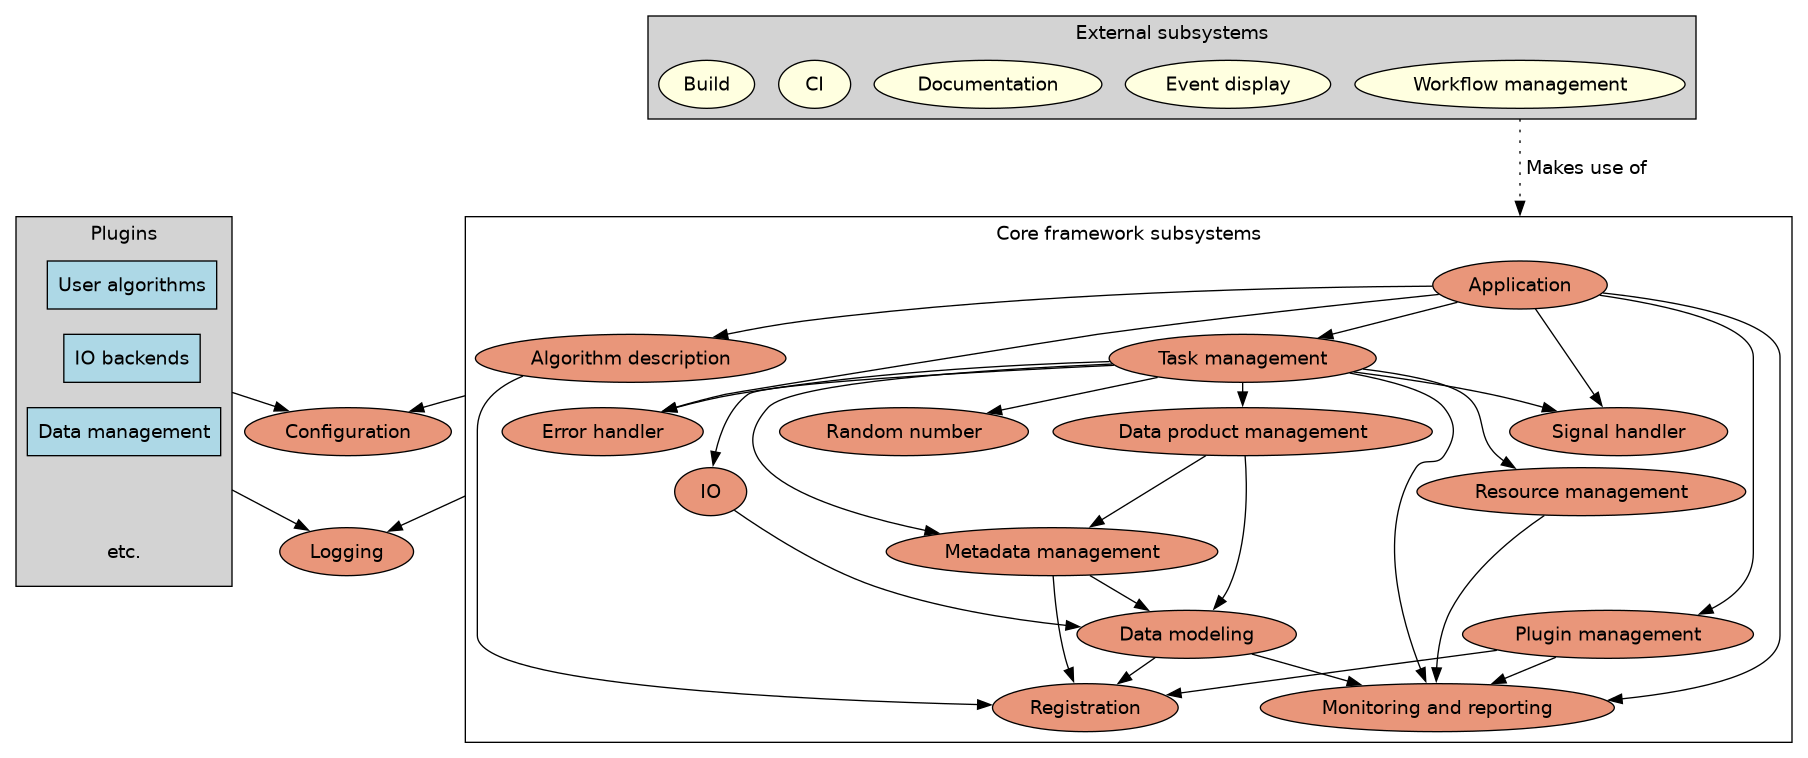 External subsystems
Build
CI
Documentation
Event display
Workflow management
Makes use of
Plugins
User algorithms
IO backends
Data management
etc.
Configuration
Logging
Core framework subsystems
Application
Algorithm description
Task management
Error handler
Random number
Data product management
Signal handler
IO
Resource management
Metadata management
Data modeling
Plugin management
Registration
Monitoring and reporting